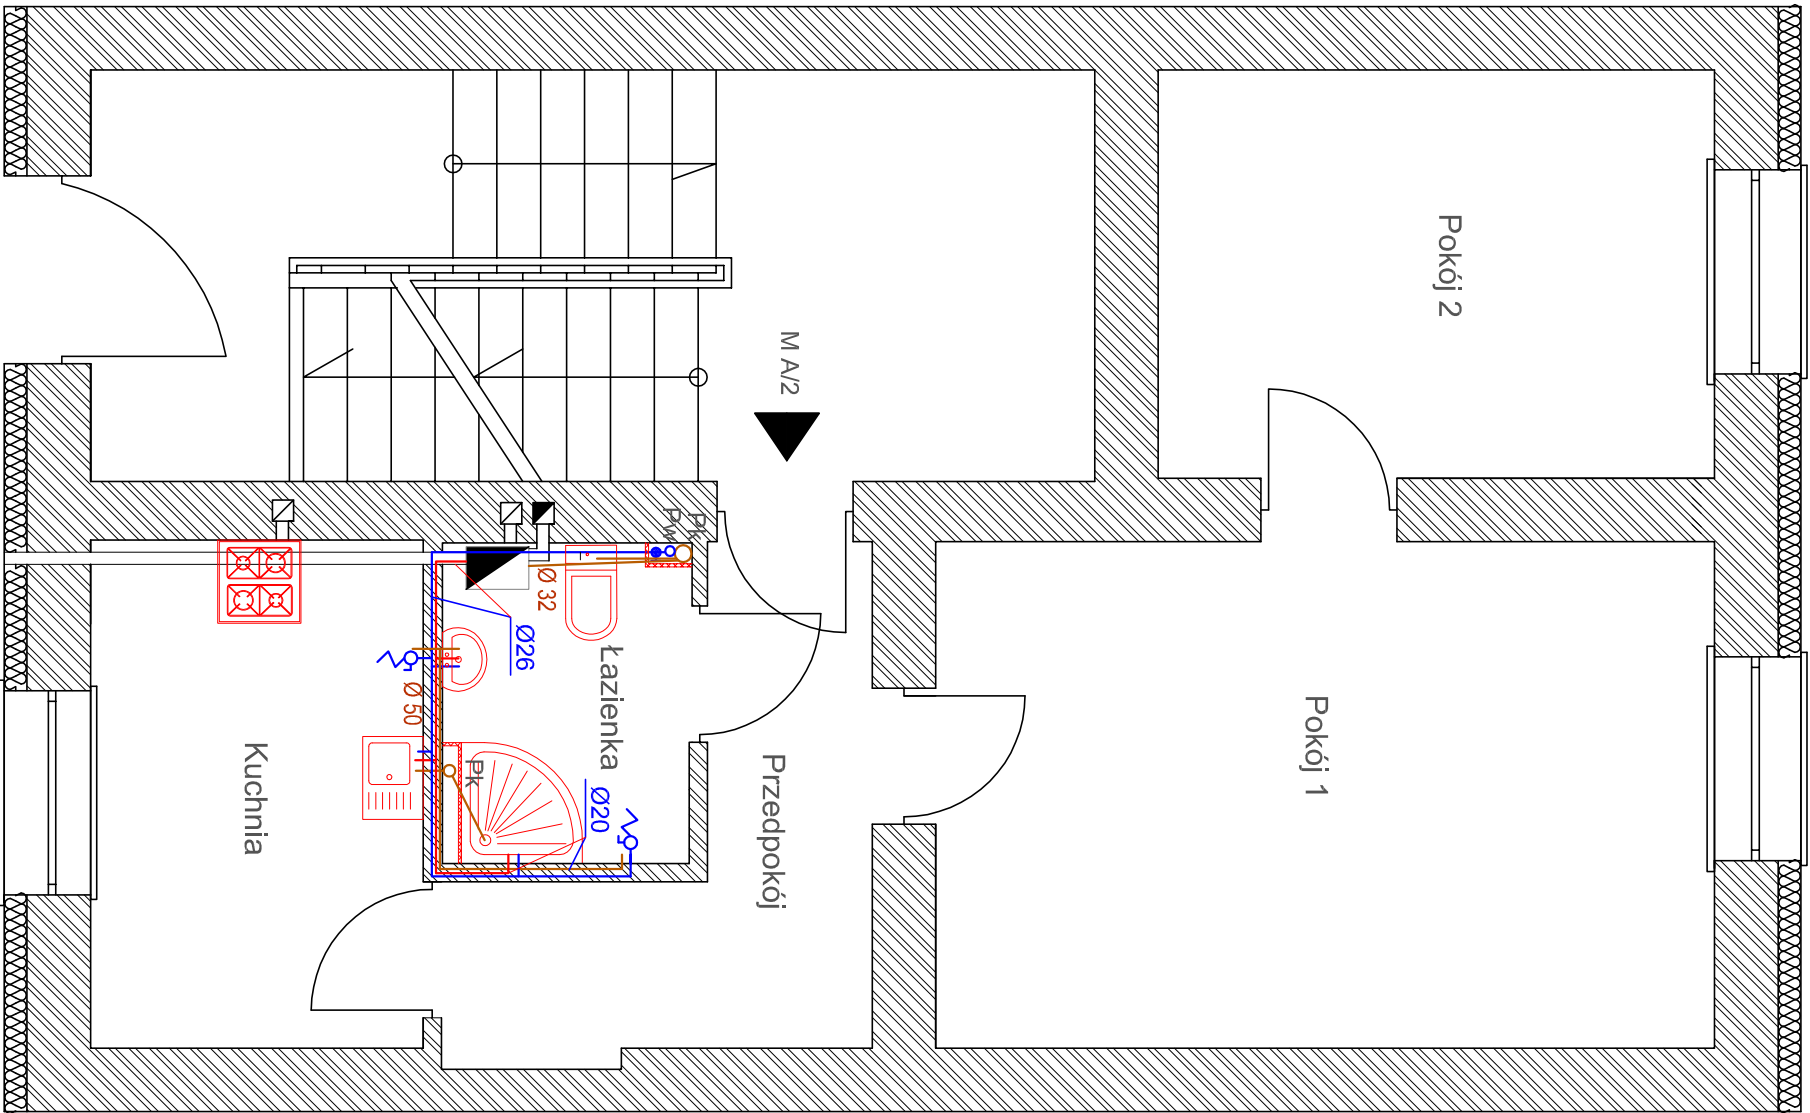 Pokój 2
M A/2
Pk
Pw
Ø 32
Ø26
Łazienka
Ø 50
Pokój 1
Kuchnia
Pk
Ø20
Przedpokój